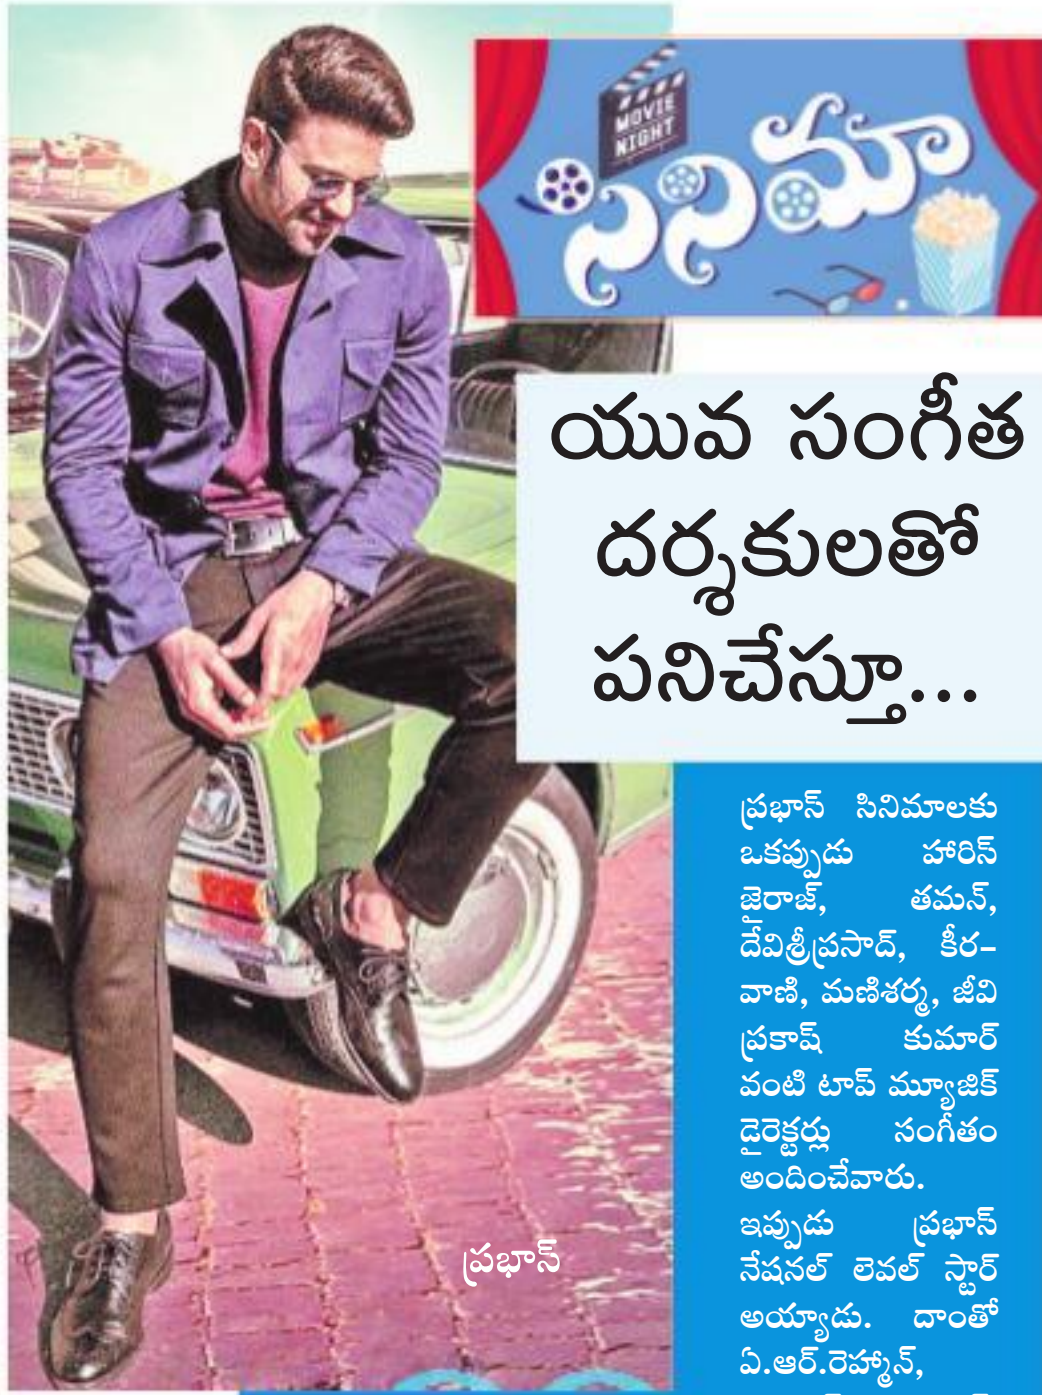 MOVIE
NIGHT
సినిమా
యువ సంగీత
దర్శకులతో
పనిచేస్తూ...
ప్రభాస్ సినిమాలకు
ఒకప్పుడు హారిస్
జైరాజ్, తమన్,
దేవిశ్రీప్రసాద్, కీర-
వాణి, మణిశర్మ, జీవి
ప్రకాష్ కుమార్
వంటి టాప్ మ్యూజిక్
డైరెక్టర్లు సంగీతం
అందించేవారు.
ఇప్పుడు ప్రభాస్
నేషనల్ లెవల్ స్టార్
అయ్యాడు. దాంతో
ఏ.ఆర్.రెహ్మాన్,
ప్రభాస్